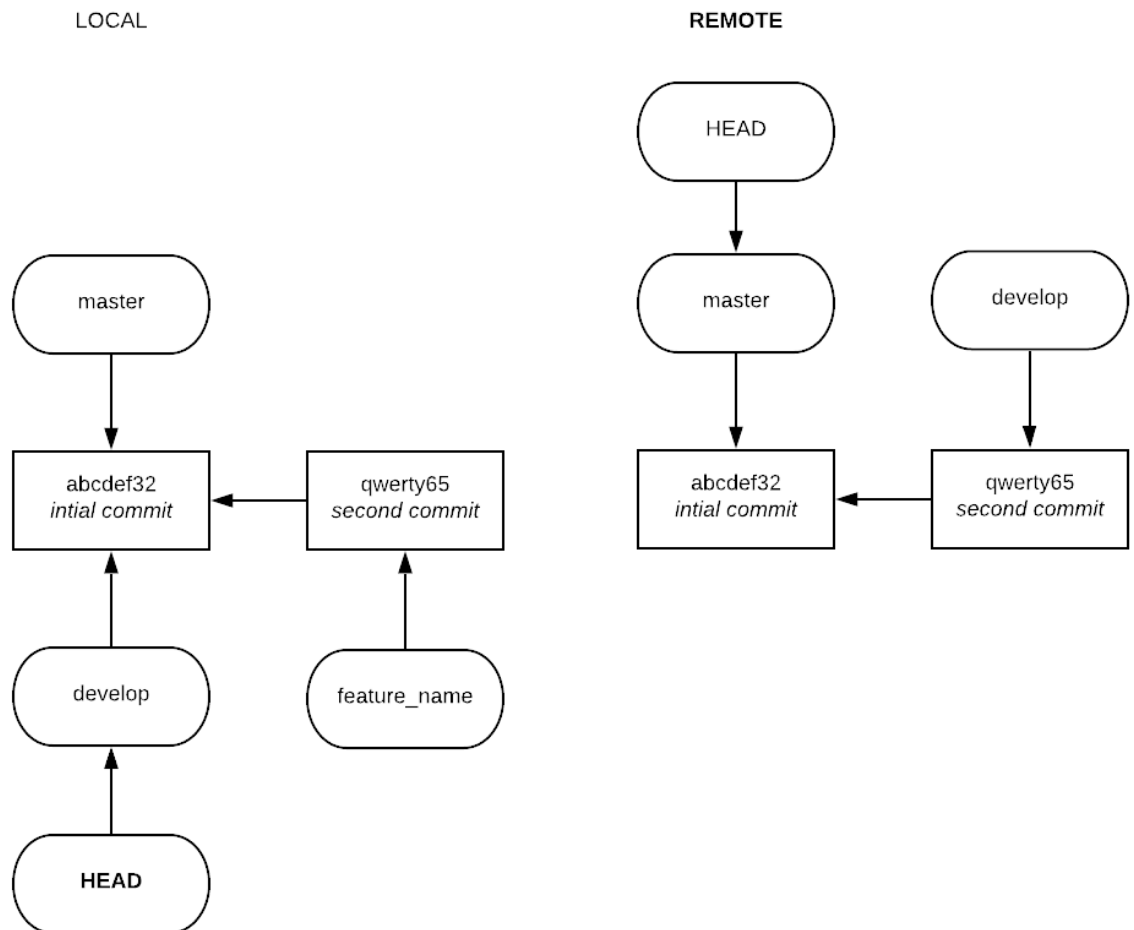 LOCAL
REMOTE
HEAD
master
master
develop
abcdef32
intial commit
qwerty65
second commit
abcdef32
intial commit
qwerty65
second commit
develop
feature_name
HEAD